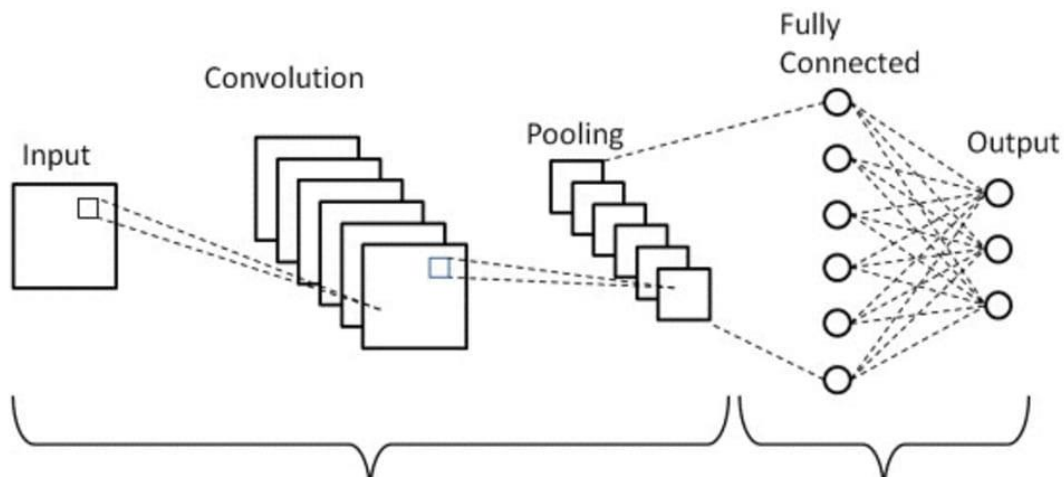 Input
Convolution
Pooling
Fully
Connected
Output